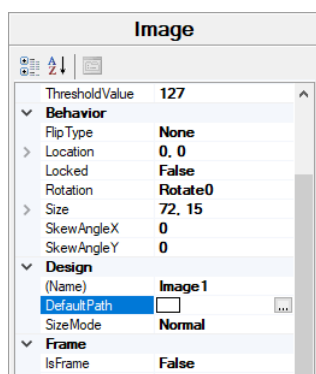 Image
ThresholdValue 127
Behavior
FlipType None
Location 0, 0
Locked False
Rotation Rotate0
Size 72, 15
SkewAngleX 0
SkewAngleY 0
Design
(Name) Image1
DefaultPath ...
SizeMode Normal
Frame
IsFrame False